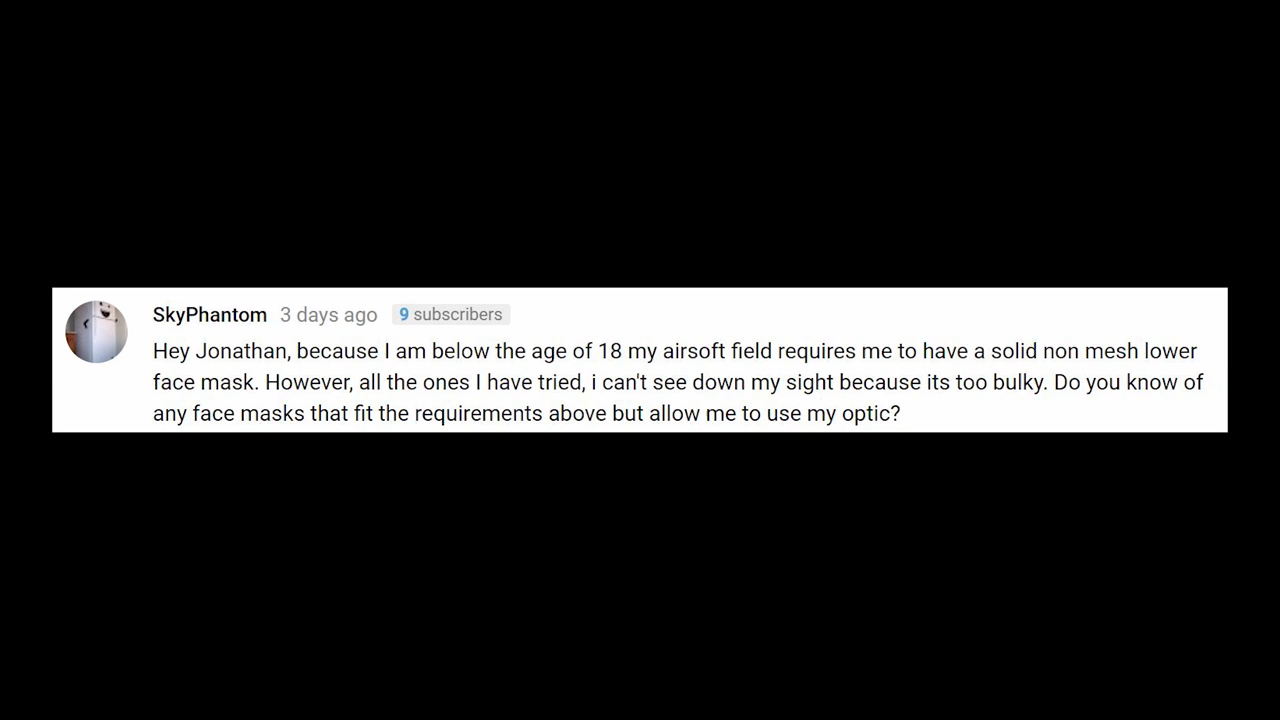 SkyPhantom 3 days ago 9 subscribers
Hey Jonathan, because I am below the age of 18 my airsoft field requires me to have a solid non mesh lower
face mask. However, all the ones I have tried, i can't see down my sight because its too bulky. Do you know of
any face masks that fit the requirements above but allow me to use my optic?